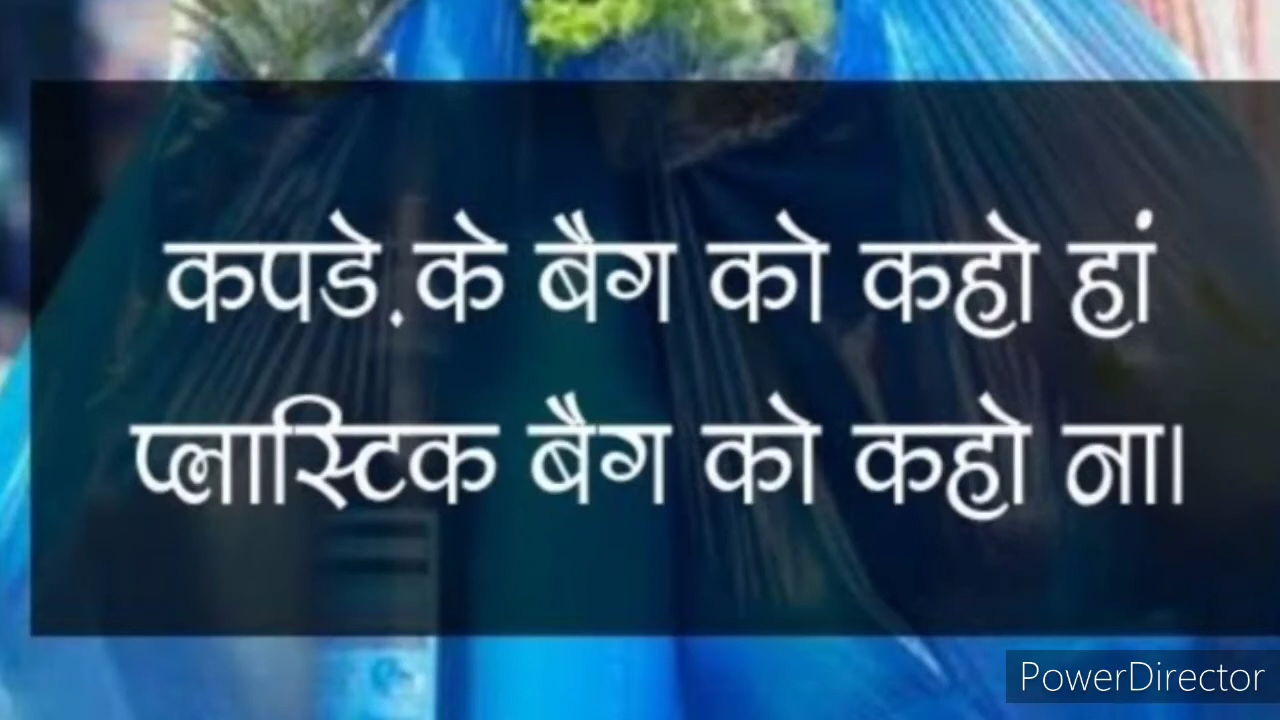 कपडे. के बैग को कहो हां
प्लास्टिक बैग को कहो ना।
PowerDirector